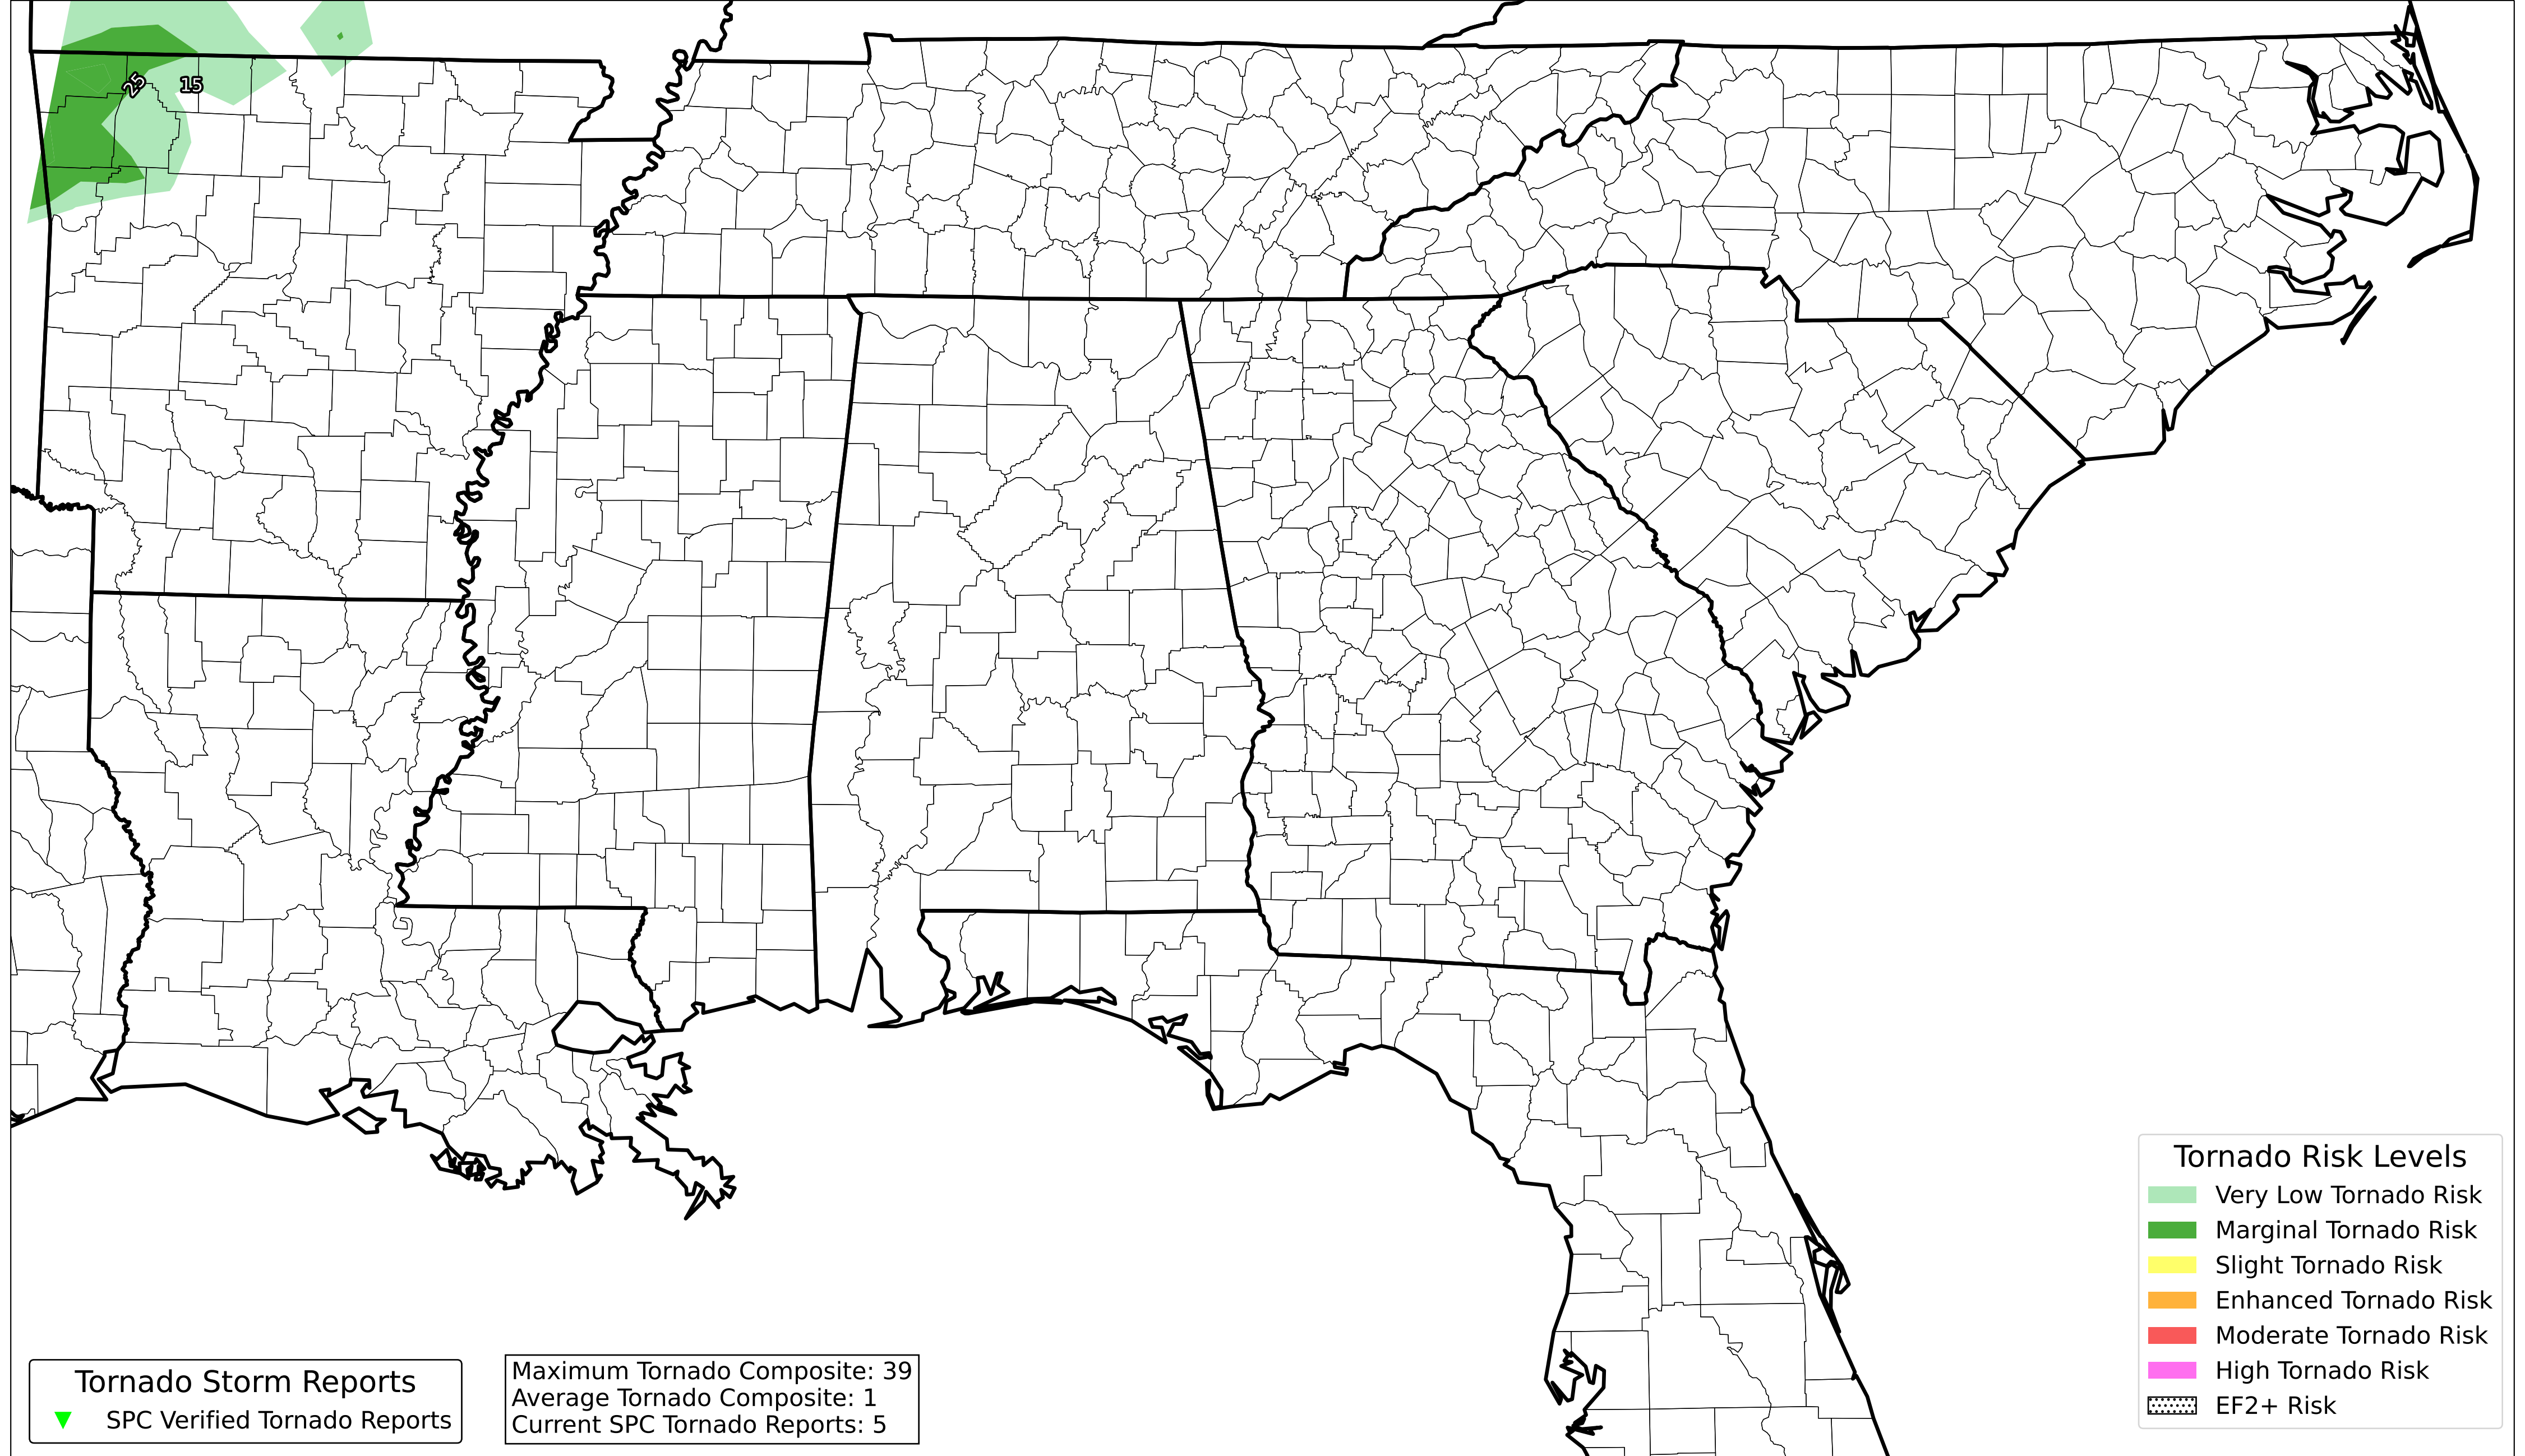 25
15
Tornado Storm Reports
SPC Verified Tornado Reports
Maximum Tornado Composite: 39
Average Tornado Composite: 1
Current SPC Tornado Reports: 5
Tornado Risk Levels
Very Low Tornado Risk
Marginal Tornado Risk
Slight Tornado Risk
Enhanced Tornado Risk
Moderate Tornado Risk
High Tornado Risk
EF2+ Risk